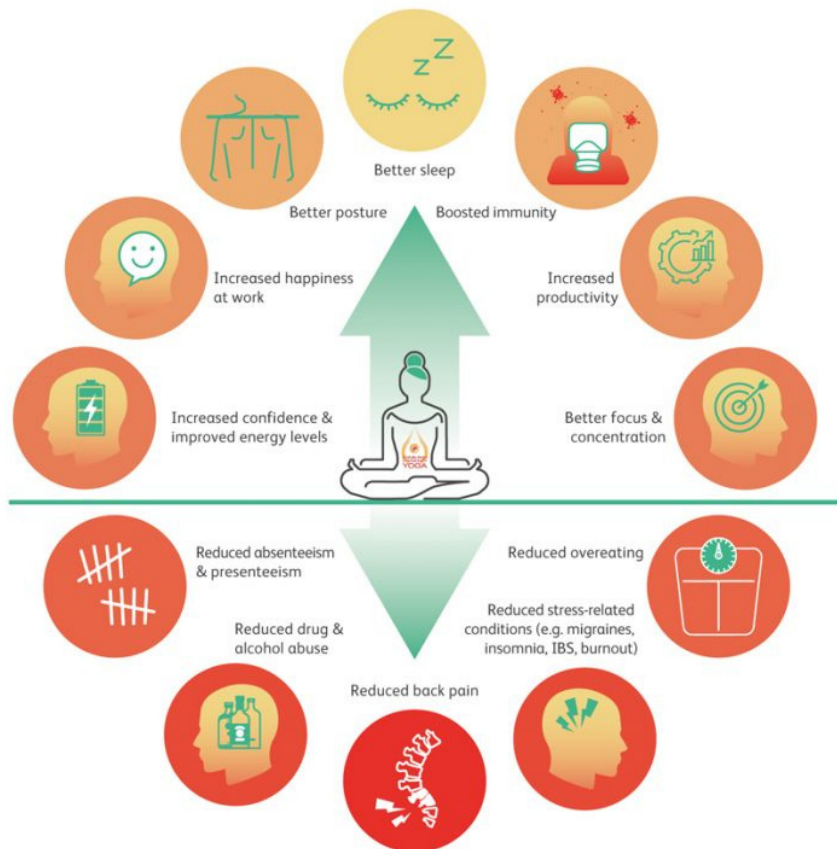 Z
Z
Better sleep
Better posture
Boosted immunity
Increased happiness
at work
Increased
productivity
Increased confidence &
improved energy levels
Better focus &
concentration
YOGA
Reduced absenteeism
& presenteeism
Reduced overeating
Reduced drug &
alcohol abuse
Reduced stress-related
conditions (e.g. migraines,
insomnia, IBS, burnout)
Reduced back pain